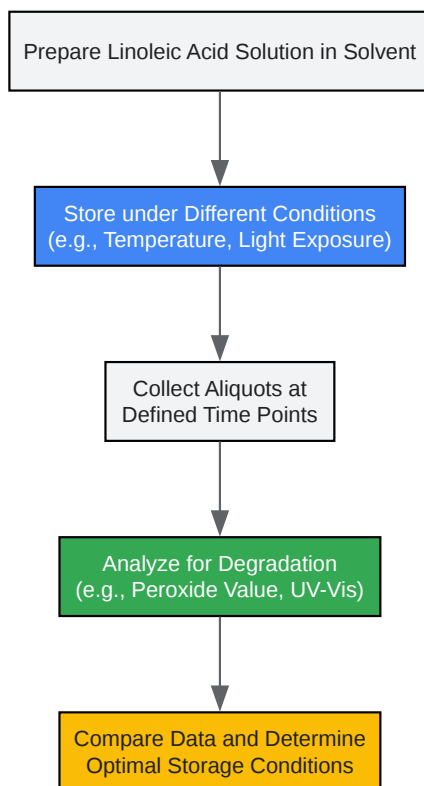 Prepare Linoleic Acid Solution in Solvent
Store under Different Conditions
(e.g., Temperature, Light Exposure)
Collect Aliquots at
Defined Time Points
Analyze for Degradation
(e.g., Peroxide Value, UV-Vis)
Compare Data and Determine
Optimal Storage Conditions